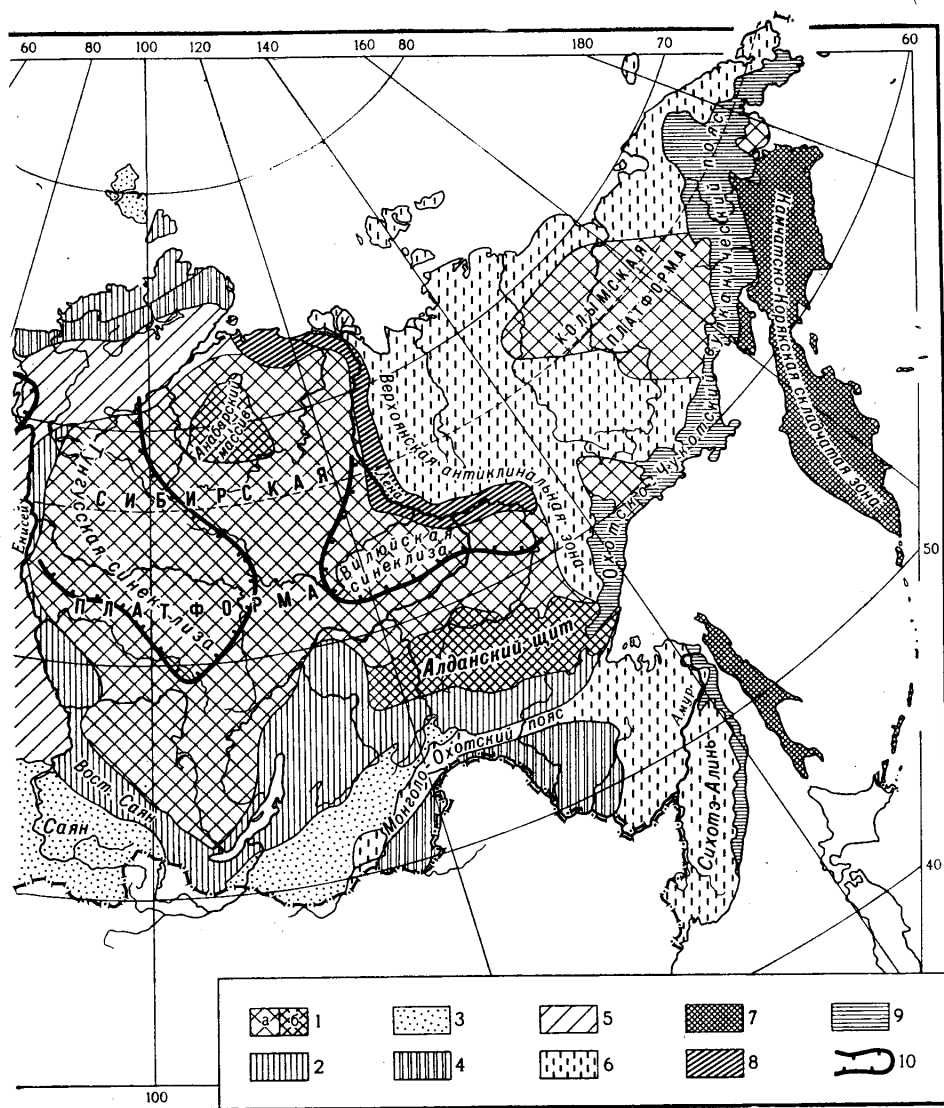 60 80 100 120 140 160 80 180 70 60
Камчатско-Корякская складчатая зона
КОЛЫМСКАЯ
ПЛАТФОРМА
Охотско-Чукотский вулканический пояс
Верхоянская антиклинальная зона
Анабарский
массив
Лена
Тунгусская синеклиза
СИБИРСКАЯ
ПЛАТФОРМА
Енисей
Вилюйская
синеклиза
50
Алданский щит
Амур
Монголо-Охотский пояс
Вост. Саян
Саян
Сихотэ-Алинь
40
а б 1
3
5
7
9
2
4
6
8
10
100